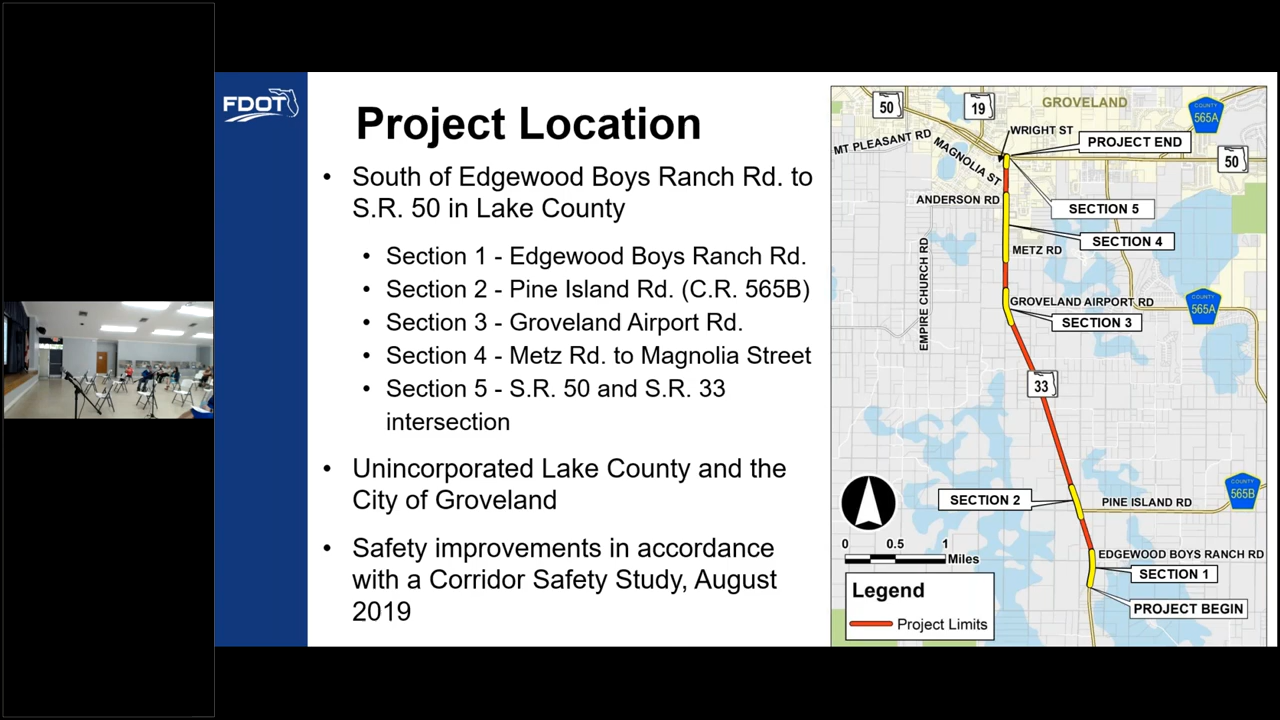 FDOT
Project Location
• South of Edgewood Boys Ranch Rd. to
S.R. 50 in Lake County
• Section 1 - Edgewood Boys Ranch Rd.
• Section 2 - Pine Island Rd. (C.R. 565B)
• Section 3 - Groveland Airport Rd.
• Section 4 - Metz Rd. to Magnolia Street
• Section 5 - S.R. 50 and S.R. 33
intersection
• Unincorporated Lake County and the
City of Groveland
• Safety improvements in accordance
with a Corridor Safety Study, August
2019
50
19
GROVELAND
COUNTY
565A
MT PLEASANT RD
MAGNOLIA ST
WRIGHT ST
PROJECT END
50
ANDERSON RD
SECTION 5
SECTION 4
METZ RD
EMPIRE CHURCH RD
GROVELAND AIRPORT RD
COUNTY
565A
SECTION 3
33
SECTION 2
PINE ISLAND RD
COUNTY
565B
0 0.5 1
Miles
EDGEWOOD BOYS RANCH RD
SECTION 1
PROJECT BEGIN
Legend
Project Limits